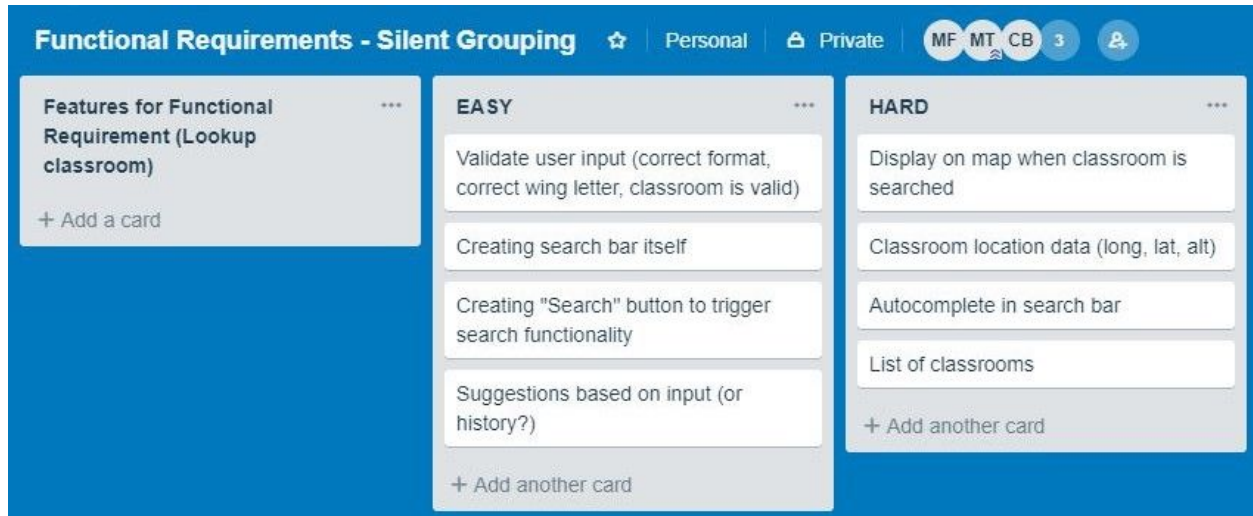 Functional Requirements - Silent Grouping Personal Private MF MT CB 3
Features for Functional
Requirement (Lookup
classroom)
+ Add a card
EASY
Validate user input (correct format,
correct wing letter, classroom is valid)
Creating search bar itself
Creating "Search" button to trigger
search functionality
Suggestions based on input (or
history?)
+ Add another card
HARD
Display on map when classroom is
searched
Classroom location data (long, lat, alt)
Autocomplete in search bar
List of classrooms
+ Add another card